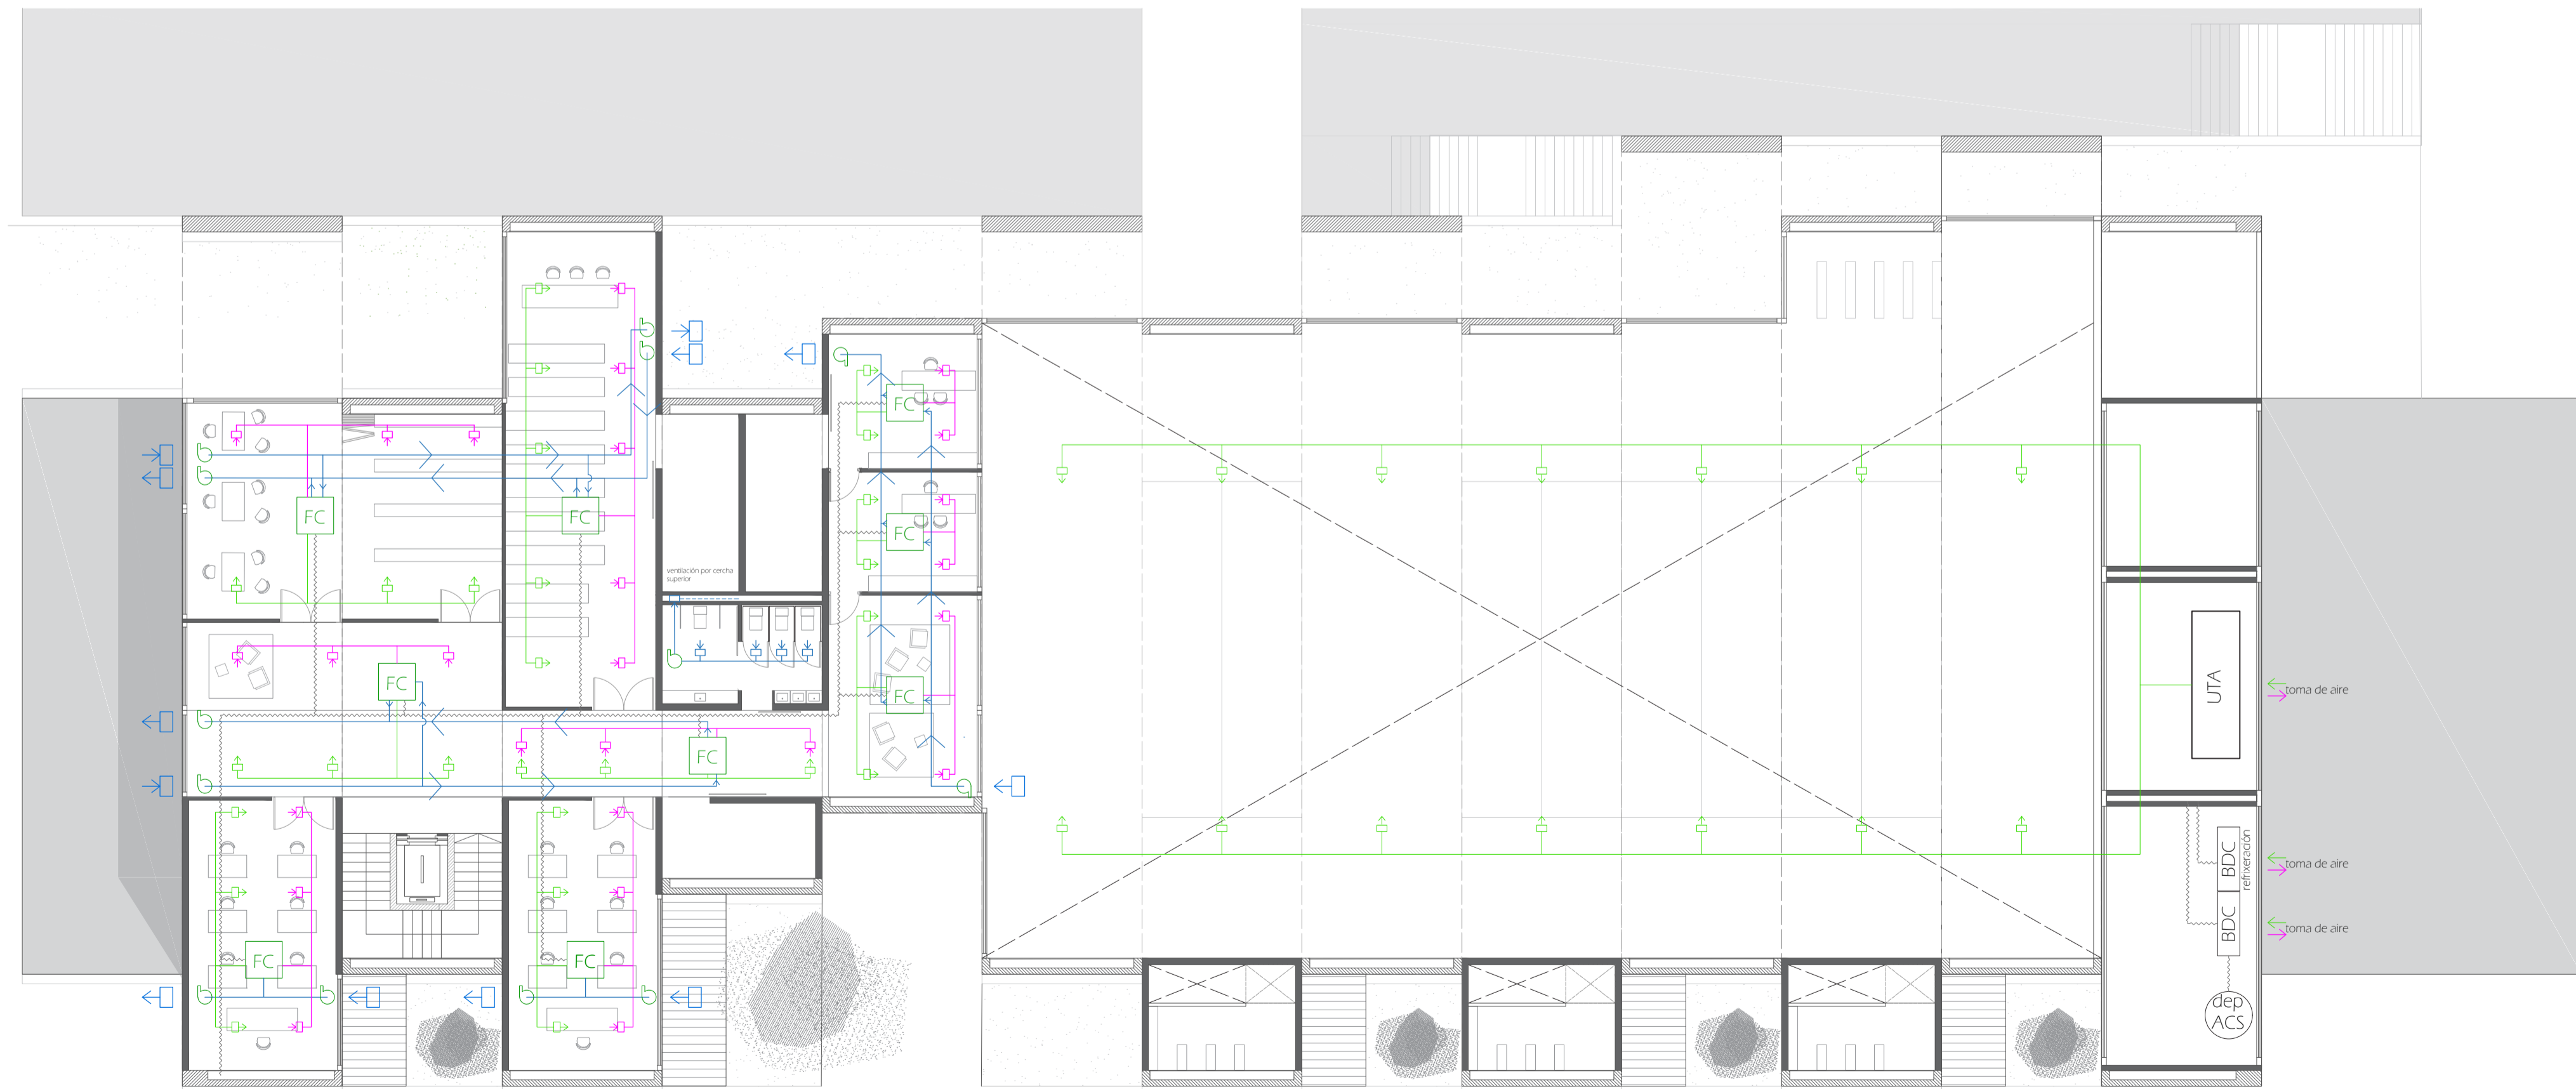 FC
FC
FC
FC
ventilación por cercha
superior
FC
FC
FC
UTA
toma de aire
FC
BDC
refrixeración
toma de aire
BDC
toma de aire
FC
FC
dep
ACS